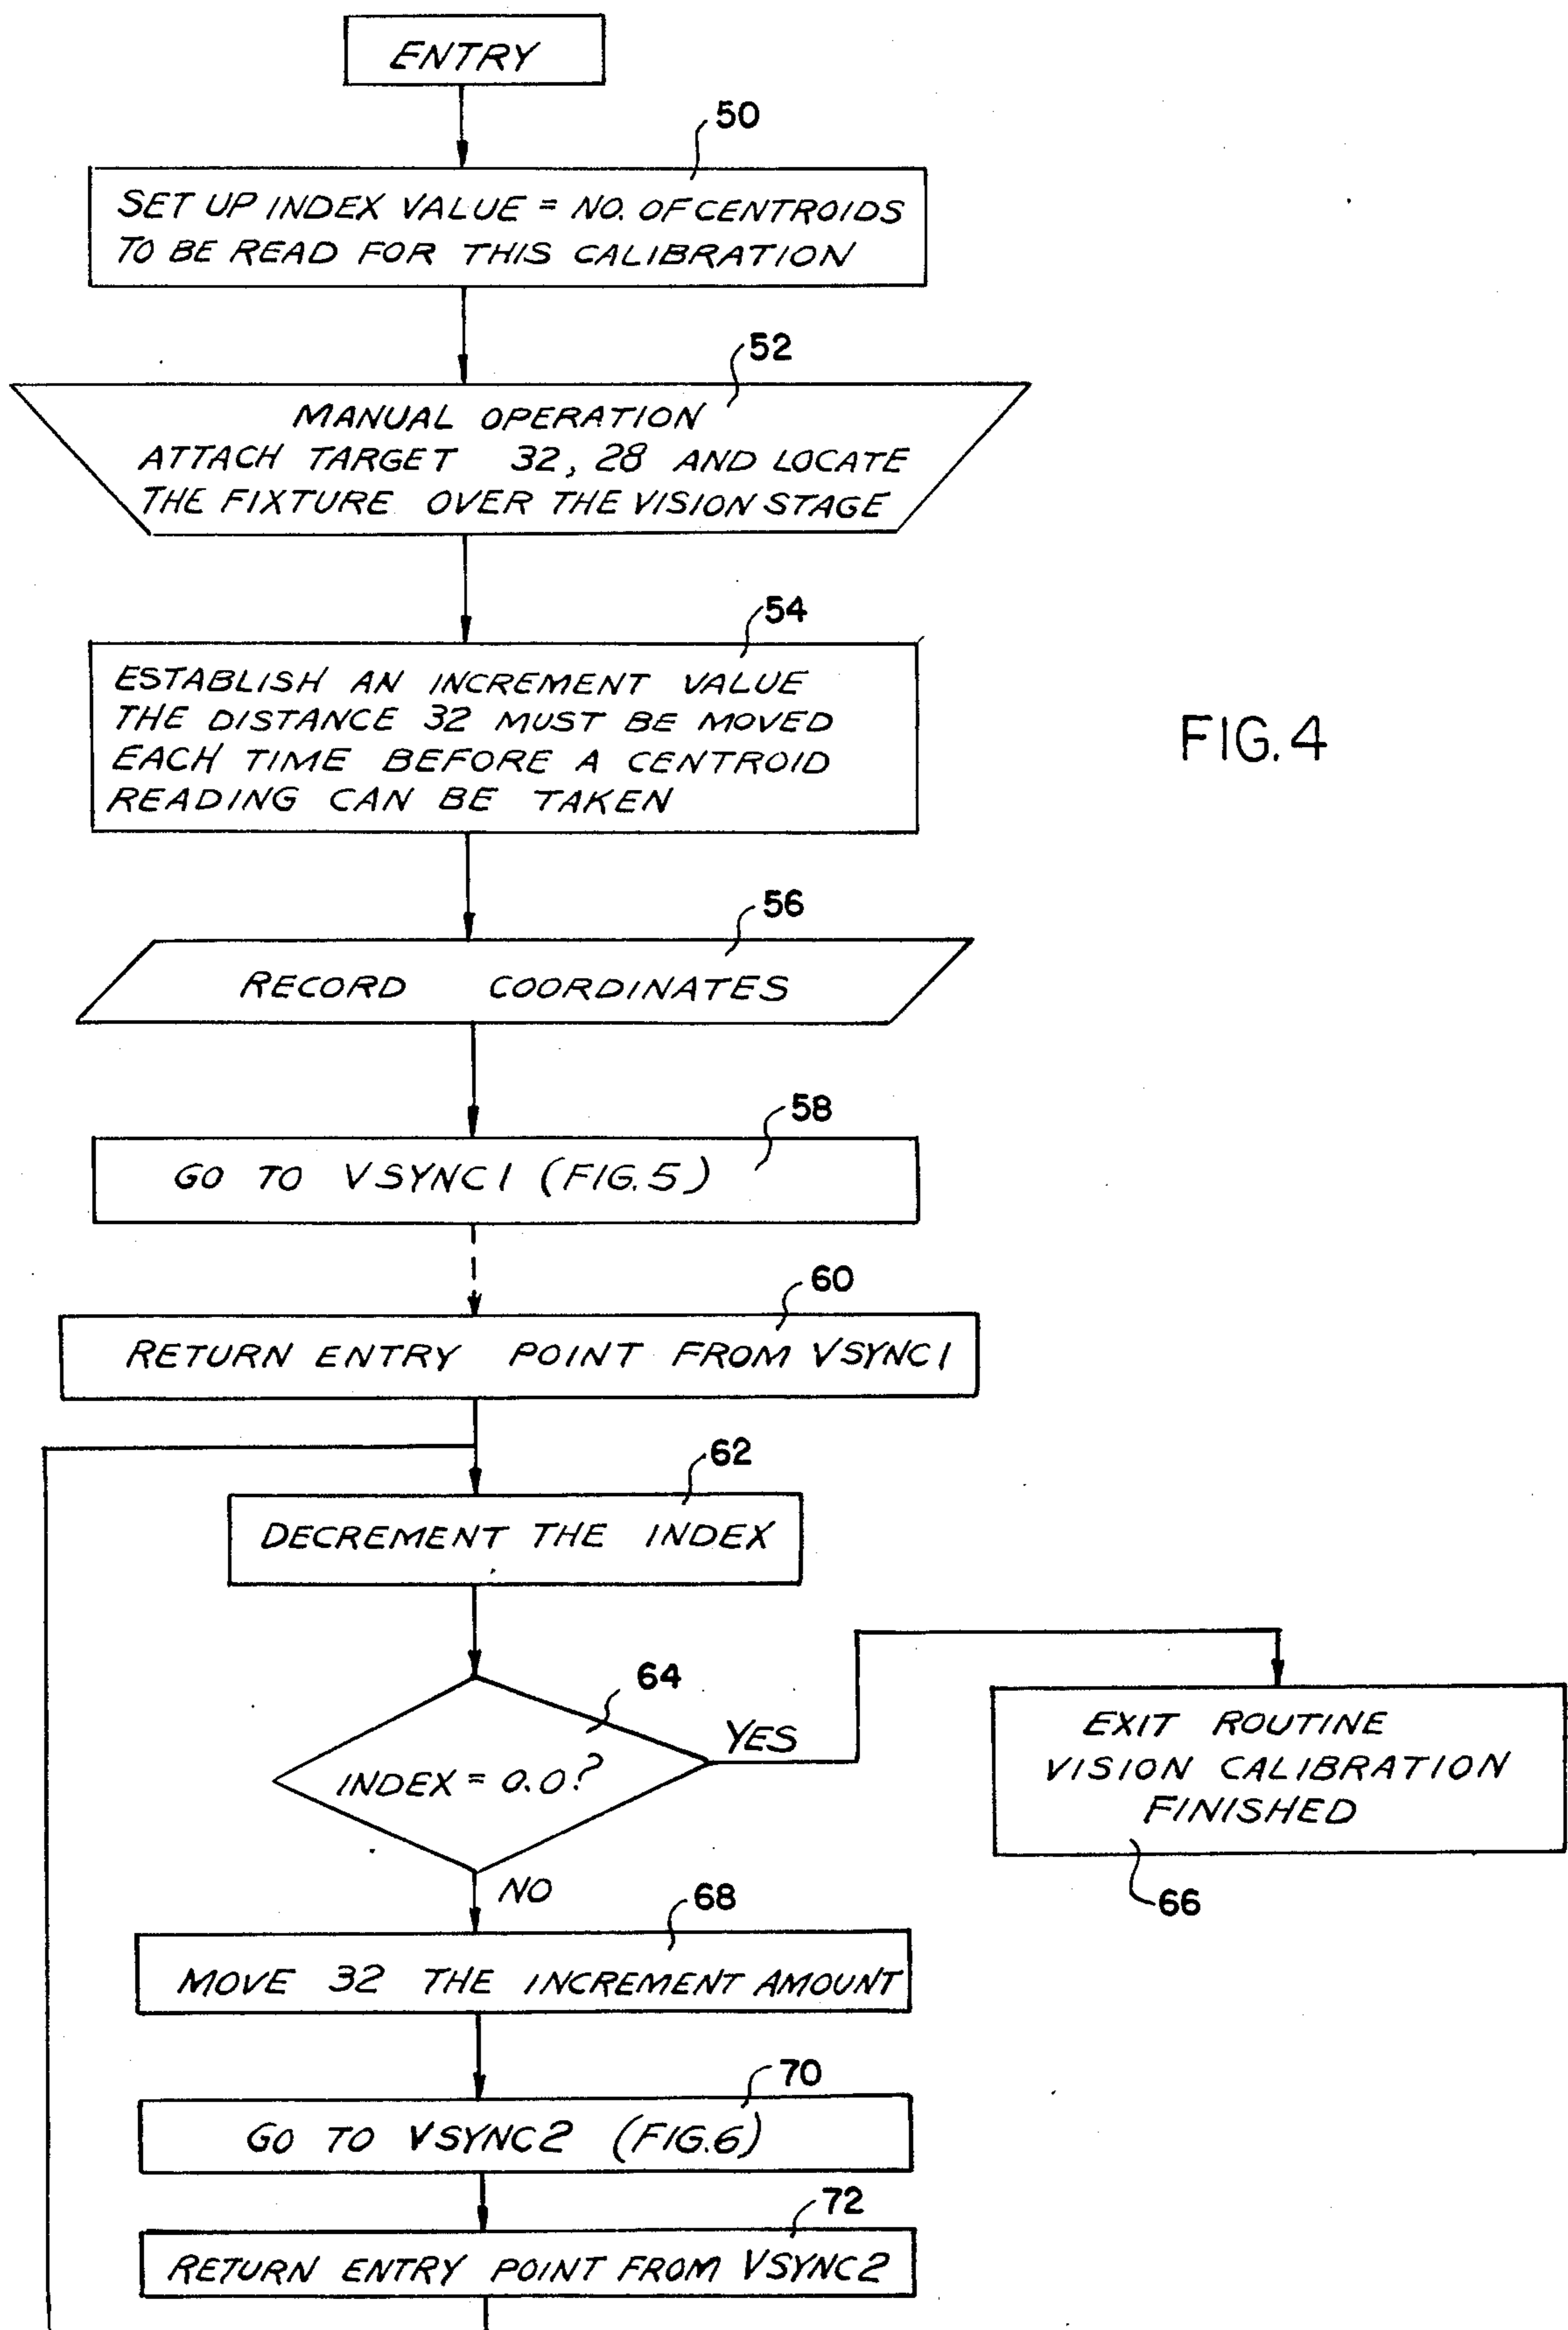 ENTRY
50
SET UP INDEX VALUE = NO. OF CENTROIDS
TO BE READ FOR THIS CALIBRATION
52
MANUAL OPERATION
ATTACH TARGET 32, 28 AND LOCATE
THE FIXTURE OVER THE VISION STAGE
54
ESTABLISH AN INCREMENT VALUE
THE DISTANCE 32 MUST BE MOVED
EACH TIME BEFORE A CENTROID
READING CAN BE TAKEN
FIG. 4
56
RECORD COORDINATES
58
GO TO VSYNC1 (FIG. 5)
60
RETURN ENTRY POINT FROM VSYNC1
62
DECREMENT THE INDEX
64
INDEX = 0.0?
YES
EXIT ROUTINE
VISION CALIBRATION
FINISHED
66
NO
68
MOVE 32 THE INCREMENT AMOUNT
70
GO TO VSYNC2 (FIG. 6)
72
RETURN ENTRY POINT FROM VSYNC2